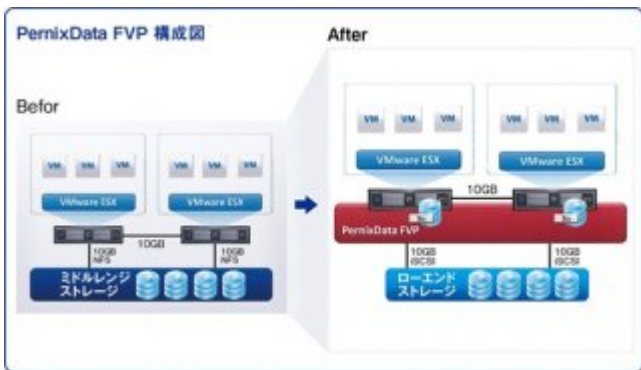 PernixData FVP 構成図
After
Befor
VM VM VM
VM VM VM
VMware ESX
VMware ESX
10GB
10GB
NFS
10GB
NFS
ミドルレンジ
ストレージ
VM VM VM
VM VM VM
VMware ESX
VMware ESX
10GB
PernixData FVP
10GB
iSCSI
10GB
iSCSI
ローエンド
ストレージ